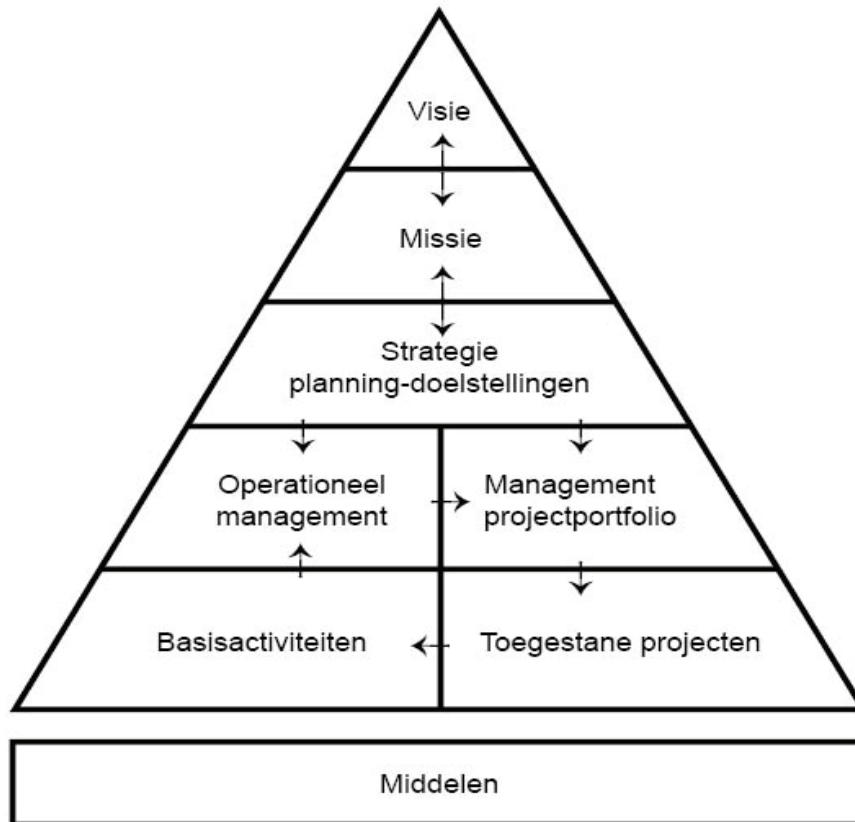 Visie
Missie
Strategie
planning-doelstellingen
Operationeel
management
Management
projectportfolio
Basisactiviteiten
Toegestane projecten
Middelen